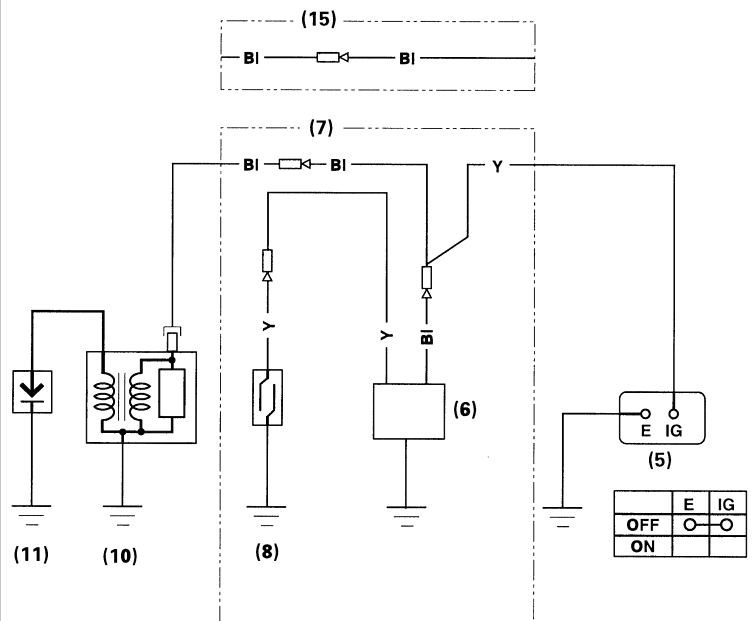 (15)
Bl Bl
(7)
Bl Bl Y
Y Y Bl
(6)
E IG
(5)
E IG
OFF
ON
(11) (10) (8)